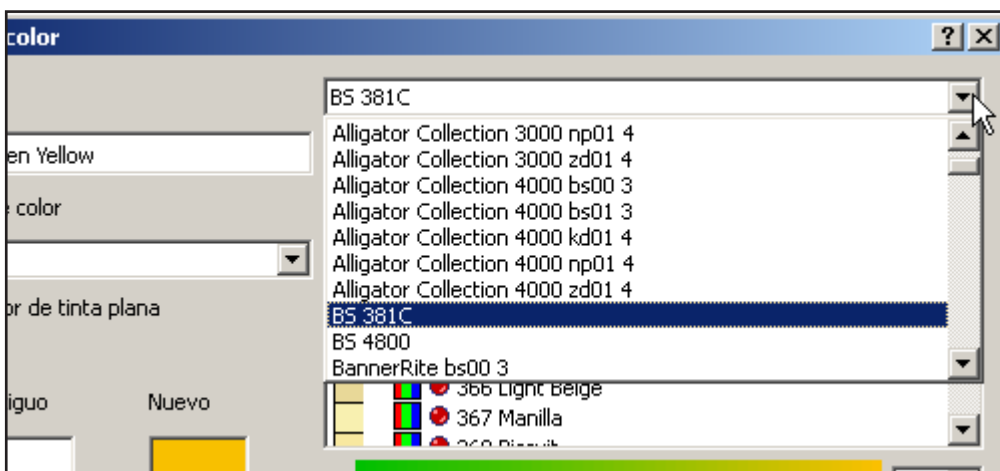 color
BS 381C
en Yellow
Alligator Collection 3000 np01 4
Alligator Collection 3000 zd01 4
Alligator Collection 4000 bs00 3
color
Alligator Collection 4000 bs01 3
Alligator Collection 4000 kd01 4
Alligator Collection 4000 np01 4
Alligator Collection 4000 zd01 4
or de tinta plana
BS 381C
BS 4800
BannerRite bs00 3
366 Light Beige
iguo
Nuevo
367 Manilla
368 Biscuit